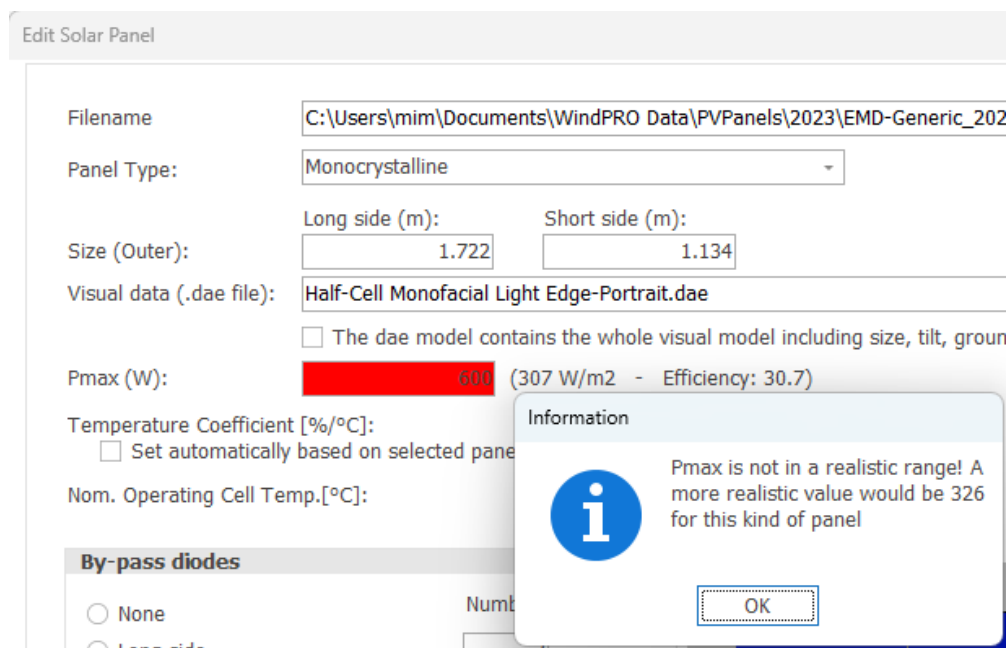 Edit Solar Panel
Filename C:\Users\mim\Documents\WindPRO Data\PVPanels\2023\EMD-Generic_202
Panel Type: Monocrystalline
Long side (m): Short side (m):
Size (Outer): 1.722 1.134
Visual data (.dae file): Half-Cell Monofacial Light Edge-Portrait.dae
The dae model contains the whole visual model including size, tilt, groun
Pmax (W): 600 (307 W/m2 - Efficiency: 30.7)
Information
Temperature Coefficient [%/°C]:
Set automatically based on selected pane
Pmax is not in a realistic range! A
more realistic value would be 326
for this kind of panel
Nom. Operating Cell Temp.[°C]:
By-pass diodes
None
Numb
OK
Long side